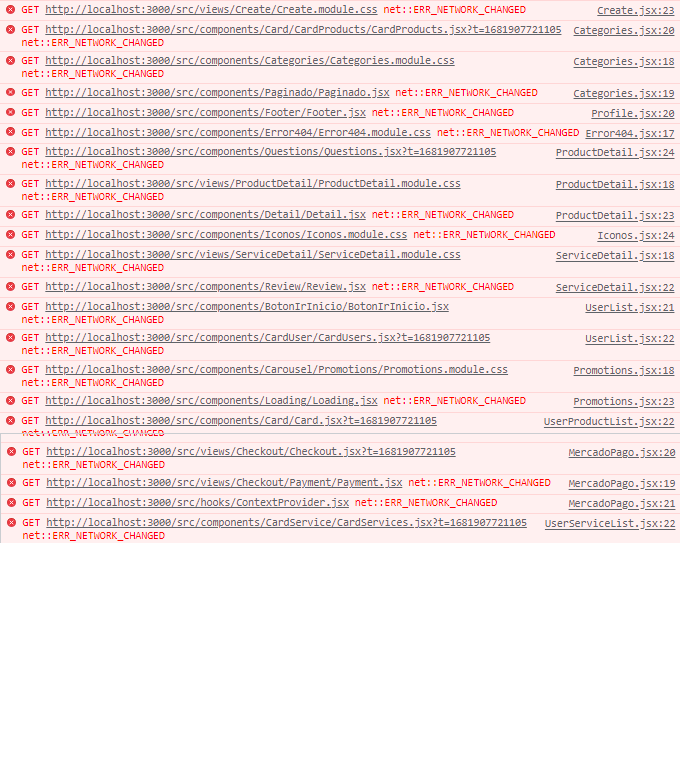 GET http://localhost:3000/src/views/Create/Create.module.css net::ERR_NETWORK_CHANGED Create.jsx:23
GET http://localhost:3000/src/components/Card/CardProducts/CardProducts.jsx?t=1681907721105 Categories.jsx:20
net::ERR_NETWORK_CHANGED
GET http://localhost:3000/src/components/Categories/Categories.module.css Categories.jsx:18
net::ERR_NETWORK_CHANGED
GET http://localhost:3000/src/components/Paginado/Paginado.jsx net::ERR_NETWORK_CHANGED Categories.jsx:19
GET http://localhost:3000/src/components/Footer/Footer.jsx net::ERR_NETWORK_CHANGED Profile.jsx:20
GET http://localhost:3000/src/components/Error404/Error404.module.css net::ERR_NETWORK_CHANGED Error404.jsx:17
GET http://localhost:3000/src/components/Questions/Questions.jsx?t=1681907721105 ProductDetail.jsx:24
net::ERR_NETWORK_CHANGED
GET http://localhost:3000/src/views/ProductDetail/ProductDetail.module.css ProductDetail.jsx:18
net::ERR_NETWORK_CHANGED
GET http://localhost:3000/src/components/Detail/Detail.jsx net::ERR_NETWORK_CHANGED ProductDetail.jsx:23
GET http://localhost:3000/src/components/Iconos/Iconos.module.css net::ERR_NETWORK_CHANGED Iconos.jsx:24
GET http://localhost:3000/src/views/ServiceDetail/ServiceDetail.module.css ServiceDetail.jsx:18
net::ERR_NETWORK_CHANGED
GET http://localhost:3000/src/components/Review/Review.jsx net::ERR_NETWORK_CHANGED ServiceDetail.jsx:22
GET http://localhost:3000/src/components/BotonIrInicio/BotonIrInicio.jsx UserList.jsx:21
net::ERR_NETWORK_CHANGED
GET http://localhost:3000/src/components/CardUser/CardUsers.jsx?t=1681907721105 UserList.jsx:22
net::ERR_NETWORK_CHANGED
GET http://localhost:3000/src/components/Carousel/Promotions/Promotions.module.css Promotions.jsx:18
net::ERR_NETWORK_CHANGED
GET http://localhost:3000/src/components/Loading/Loading.jsx net::ERR_NETWORK_CHANGED Promotions.jsx:23
GET http://localhost:3000/src/components/Card/Card.jsx?t=1681907721105 UserProductList.jsx:22
net::ERR_NETWORK_CHANGED
GET http://localhost:3000/src/views/Checkout/Checkout.jsx?t=1681907721105 MercadoPago.jsx:20
net::ERR_NETWORK_CHANGED
GET http://localhost:3000/src/views/Checkout/Payment/Payment.jsx net::ERR_NETWORK_CHANGED MercadoPago.jsx:19
GET http://localhost:3000/src/hooks/ContextProvider.jsx net::ERR_NETWORK_CHANGED MercadoPago.jsx:21
GET http://localhost:3000/src/components/CardService/CardServices.jsx?t=1681907721105 UserServiceList.jsx:22
net::ERR_NETWORK_CHANGED